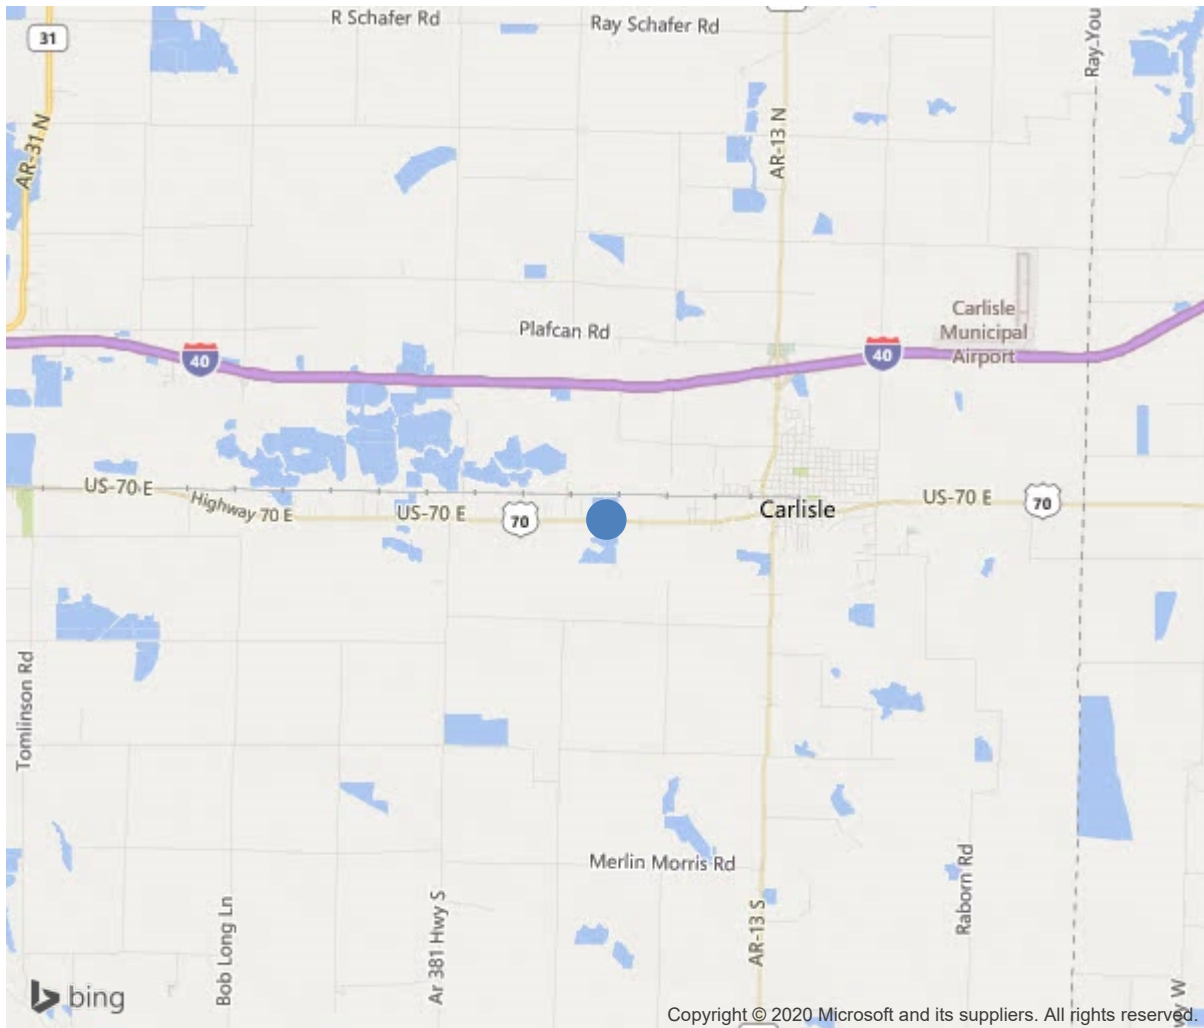 R Schafer Rd
Ray Schafer Rd
31
Ray You
AR-31 N
AR-13 N
Carlisle
Municipal
Airport
Plafcan Rd
40
40
US-70 E
Highway 70 E
US-70 E
70
Carlisle
US-70 E
70
Tomlinson Rd
Merlin Morris Rd
Raborn Rd
Bob Long Ln
Ar 381 Hwy S
AR-13 S
bing
Copyright © 2020 Microsoft and its suppliers. All rights reserved.